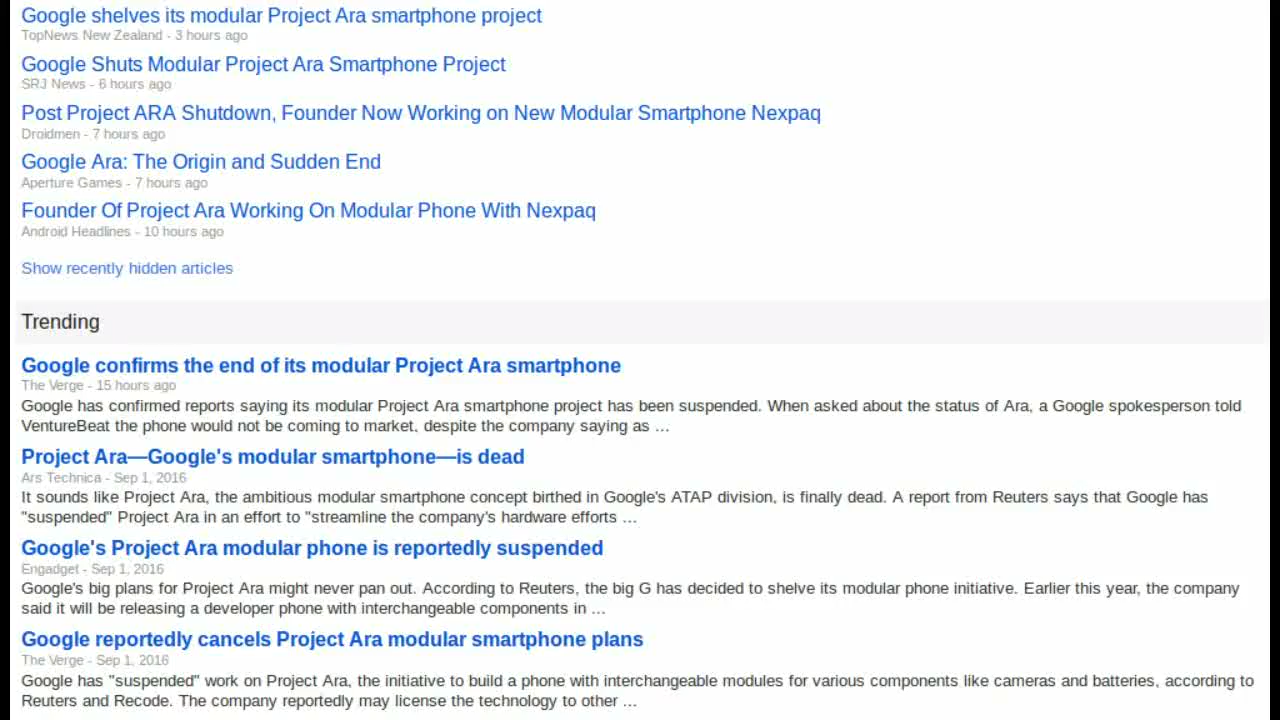 Google shelves its modular Project Ara smartphone project
TopNews New Zealand - 3 hours ago
Google Shuts Modular Project Ara Smartphone Project
SRJ News - 6 hours ago
Post Project ARA Shutdown, Founder Now Working on New Modular Smartphone Nexpaq
Droidmen - 7 hours ago
Google Ara: The Origin and Sudden End
Aperture Games - 7 hours ago
Founder Of Project Ara Working On Modular Phone With Nexpaq
Android Headlines - 10 hours ago
Show recently hidden articles
Trending
Google confirms the end of its modular Project Ara smartphone
The Verge - 15 hours ago
Google has confirmed reports saying its modular Project Ara smartphone project has been suspended. When asked about the status of Ara, a Google spokesperson told
VentureBeat the phone would not be coming to market, despite the company saying as ...
Project Ara—Google's modular smartphone—is dead
Ars Technica - Sep 1, 2016
It sounds like Project Ara, the ambitious modular smartphone concept birthed in Google's ATAP division, is finally dead. A report from Reuters says that Google has
"suspended" Project Ara in an effort to "streamline the company's hardware efforts ...
Google's Project Ara modular phone is reportedly suspended
Engadget - Sep 1, 2016
Google's big plans for Project Ara might never pan out. According to Reuters, the big G has decided to shelve its modular phone initiative. Earlier this year, the company
said it will be releasing a developer phone with interchangeable components in ...
Google reportedly cancels Project Ara modular smartphone plans
The Verge - Sep 1, 2016
Google has "suspended" work on Project Ara, the initiative to build a phone with interchangeable modules for various components like cameras and batteries, according to
Reuters and Recode. The company reportedly may license the technology to other ...